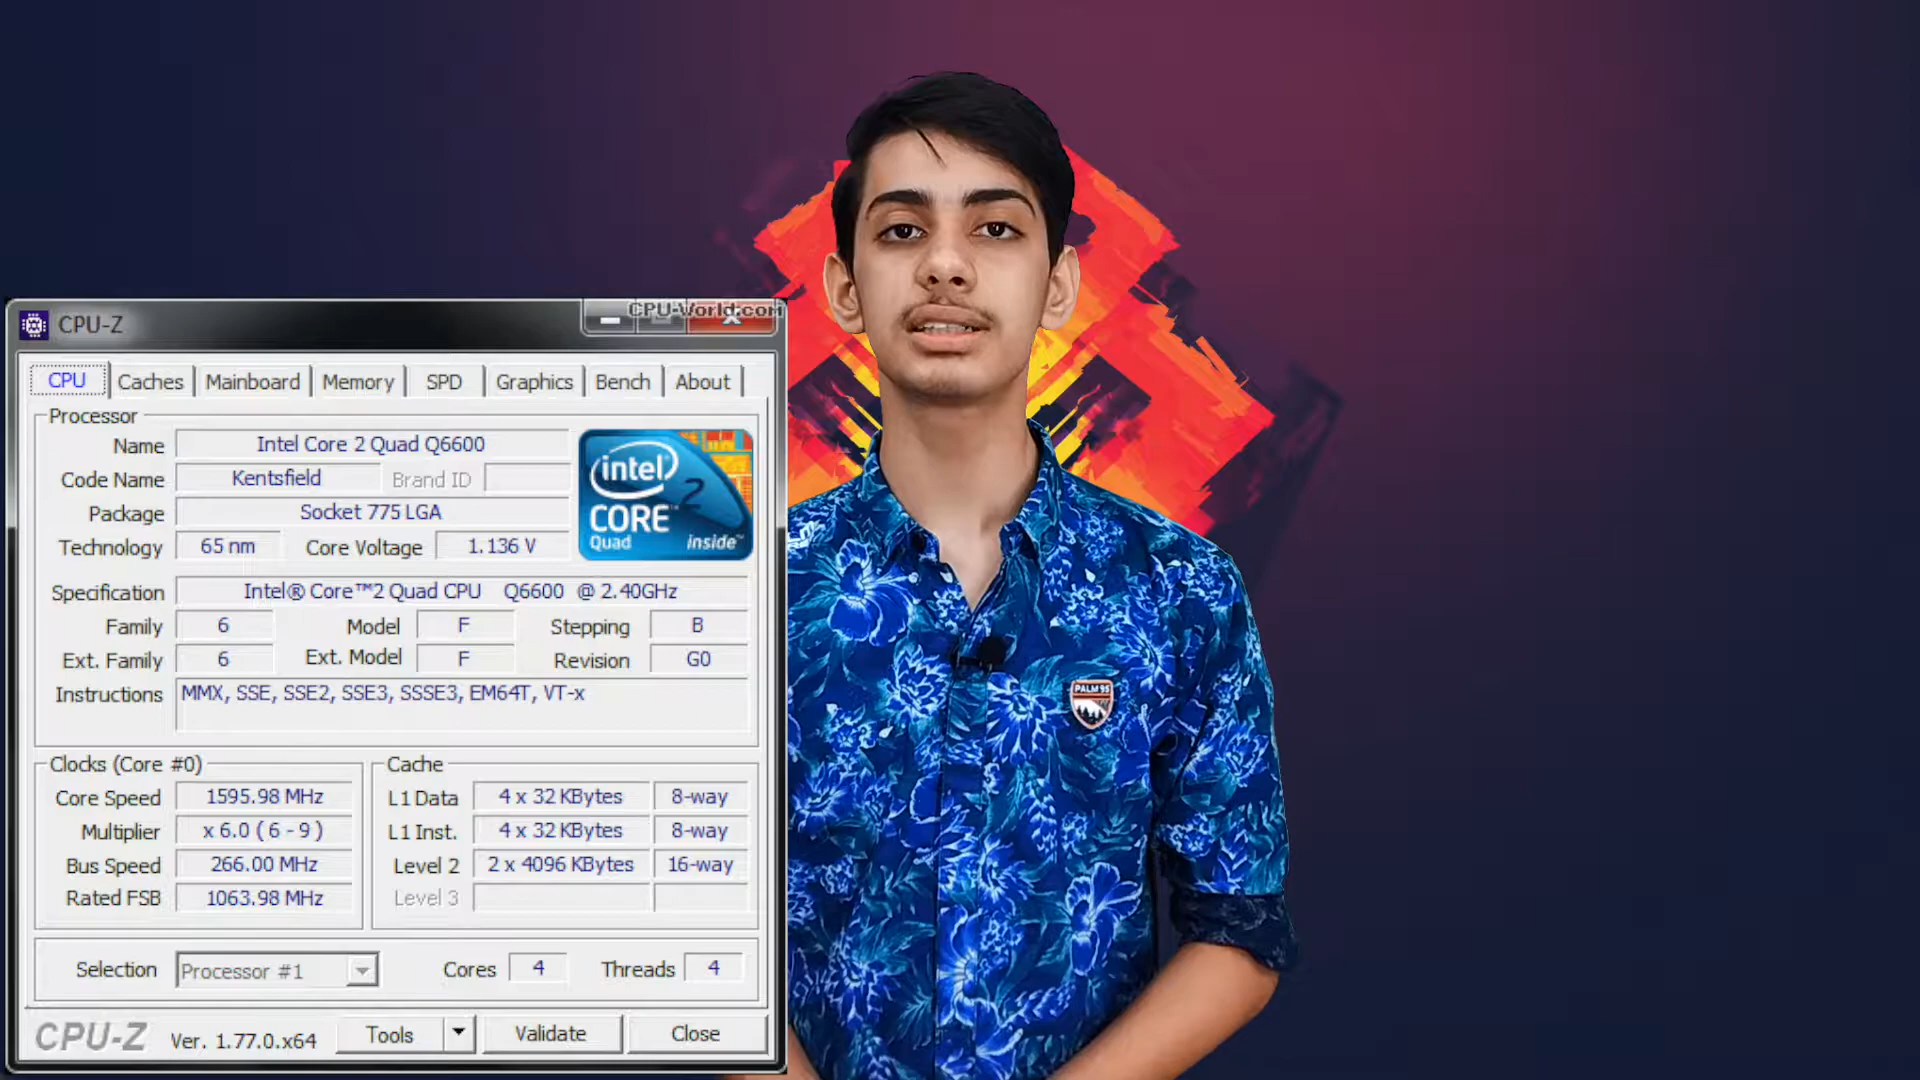 CPU-World.com
CPU-Z
CPU Caches Mainboard Memory SPD Graphics Bench About
Processor
Name Intel Core 2 Quad Q6600
Code Name Kentsfield Brand ID
Package Socket 775 LGA
Technology 65 nm Core Voltage 1.136 V
intel
CORE™ 2
Quad inside™
Specification Intel® Core™2 Quad CPU Q6600 @ 2.40GHz
Family 6 Model F Stepping B
Ext. Family 6 Ext. Model F Revision G0
Instructions MMX, SSE, SSE2, SSE3, SSSE3, EM64T, VT-x
Clocks (Core #0)
Core Speed 1595.98 MHz
Multiplier x 6.0 ( 6 - 9 )
Bus Speed 266.00 MHz
Rated FSB 1063.98 MHz
Cache
L1 Data 4 x 32 KBytes 8-way
L1 Inst. 4 x 32 KBytes 8-way
Level 2 2 x 4096 KBytes 16-way
Level 3
Selection Processor #1 Cores 4 Threads 4
CPU-Z Ver. 1.77.0.x64 Tools Validate Close
PALM 95